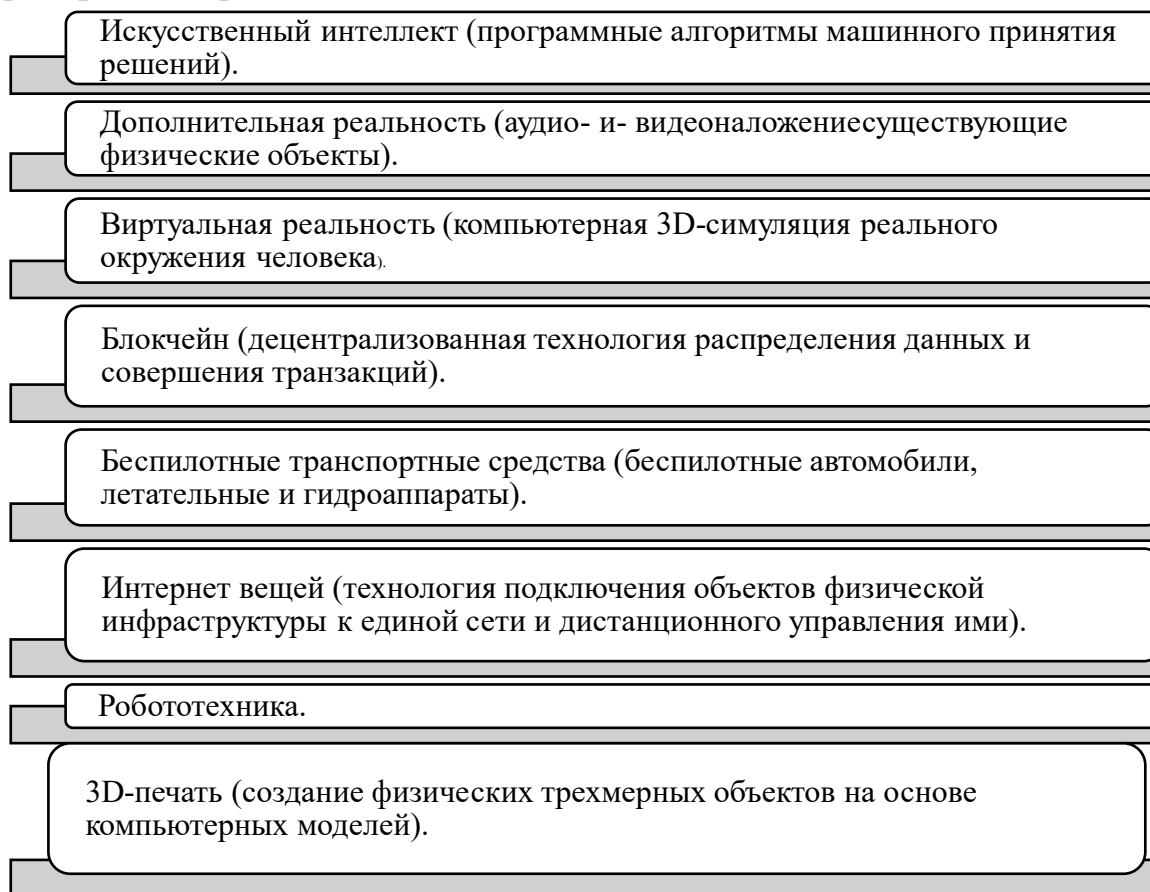 Искусственный интеллект (программные алгоритмы машинного принятия
решений).
Дополнительная реальность (аудио- и- видеоналожениесуществующие
физические объекты).
Виртуальная реальность (компьютерная 3D-симуляция реального
окружения человека).
Блокчейн (децентрализованная технология распределения данных и
совершения транзакций).
Беспилотные транспортные средства (беспилотные автомобили,
летательные и гидроаппараты).
Интернет вещей (технология подключения объектов физической
инфраструктуры к единой сети и дистанционного управления ими).
Робототехника.
3D-печать (создание физических трехмерных объектов на основе
компьютерных моделей).